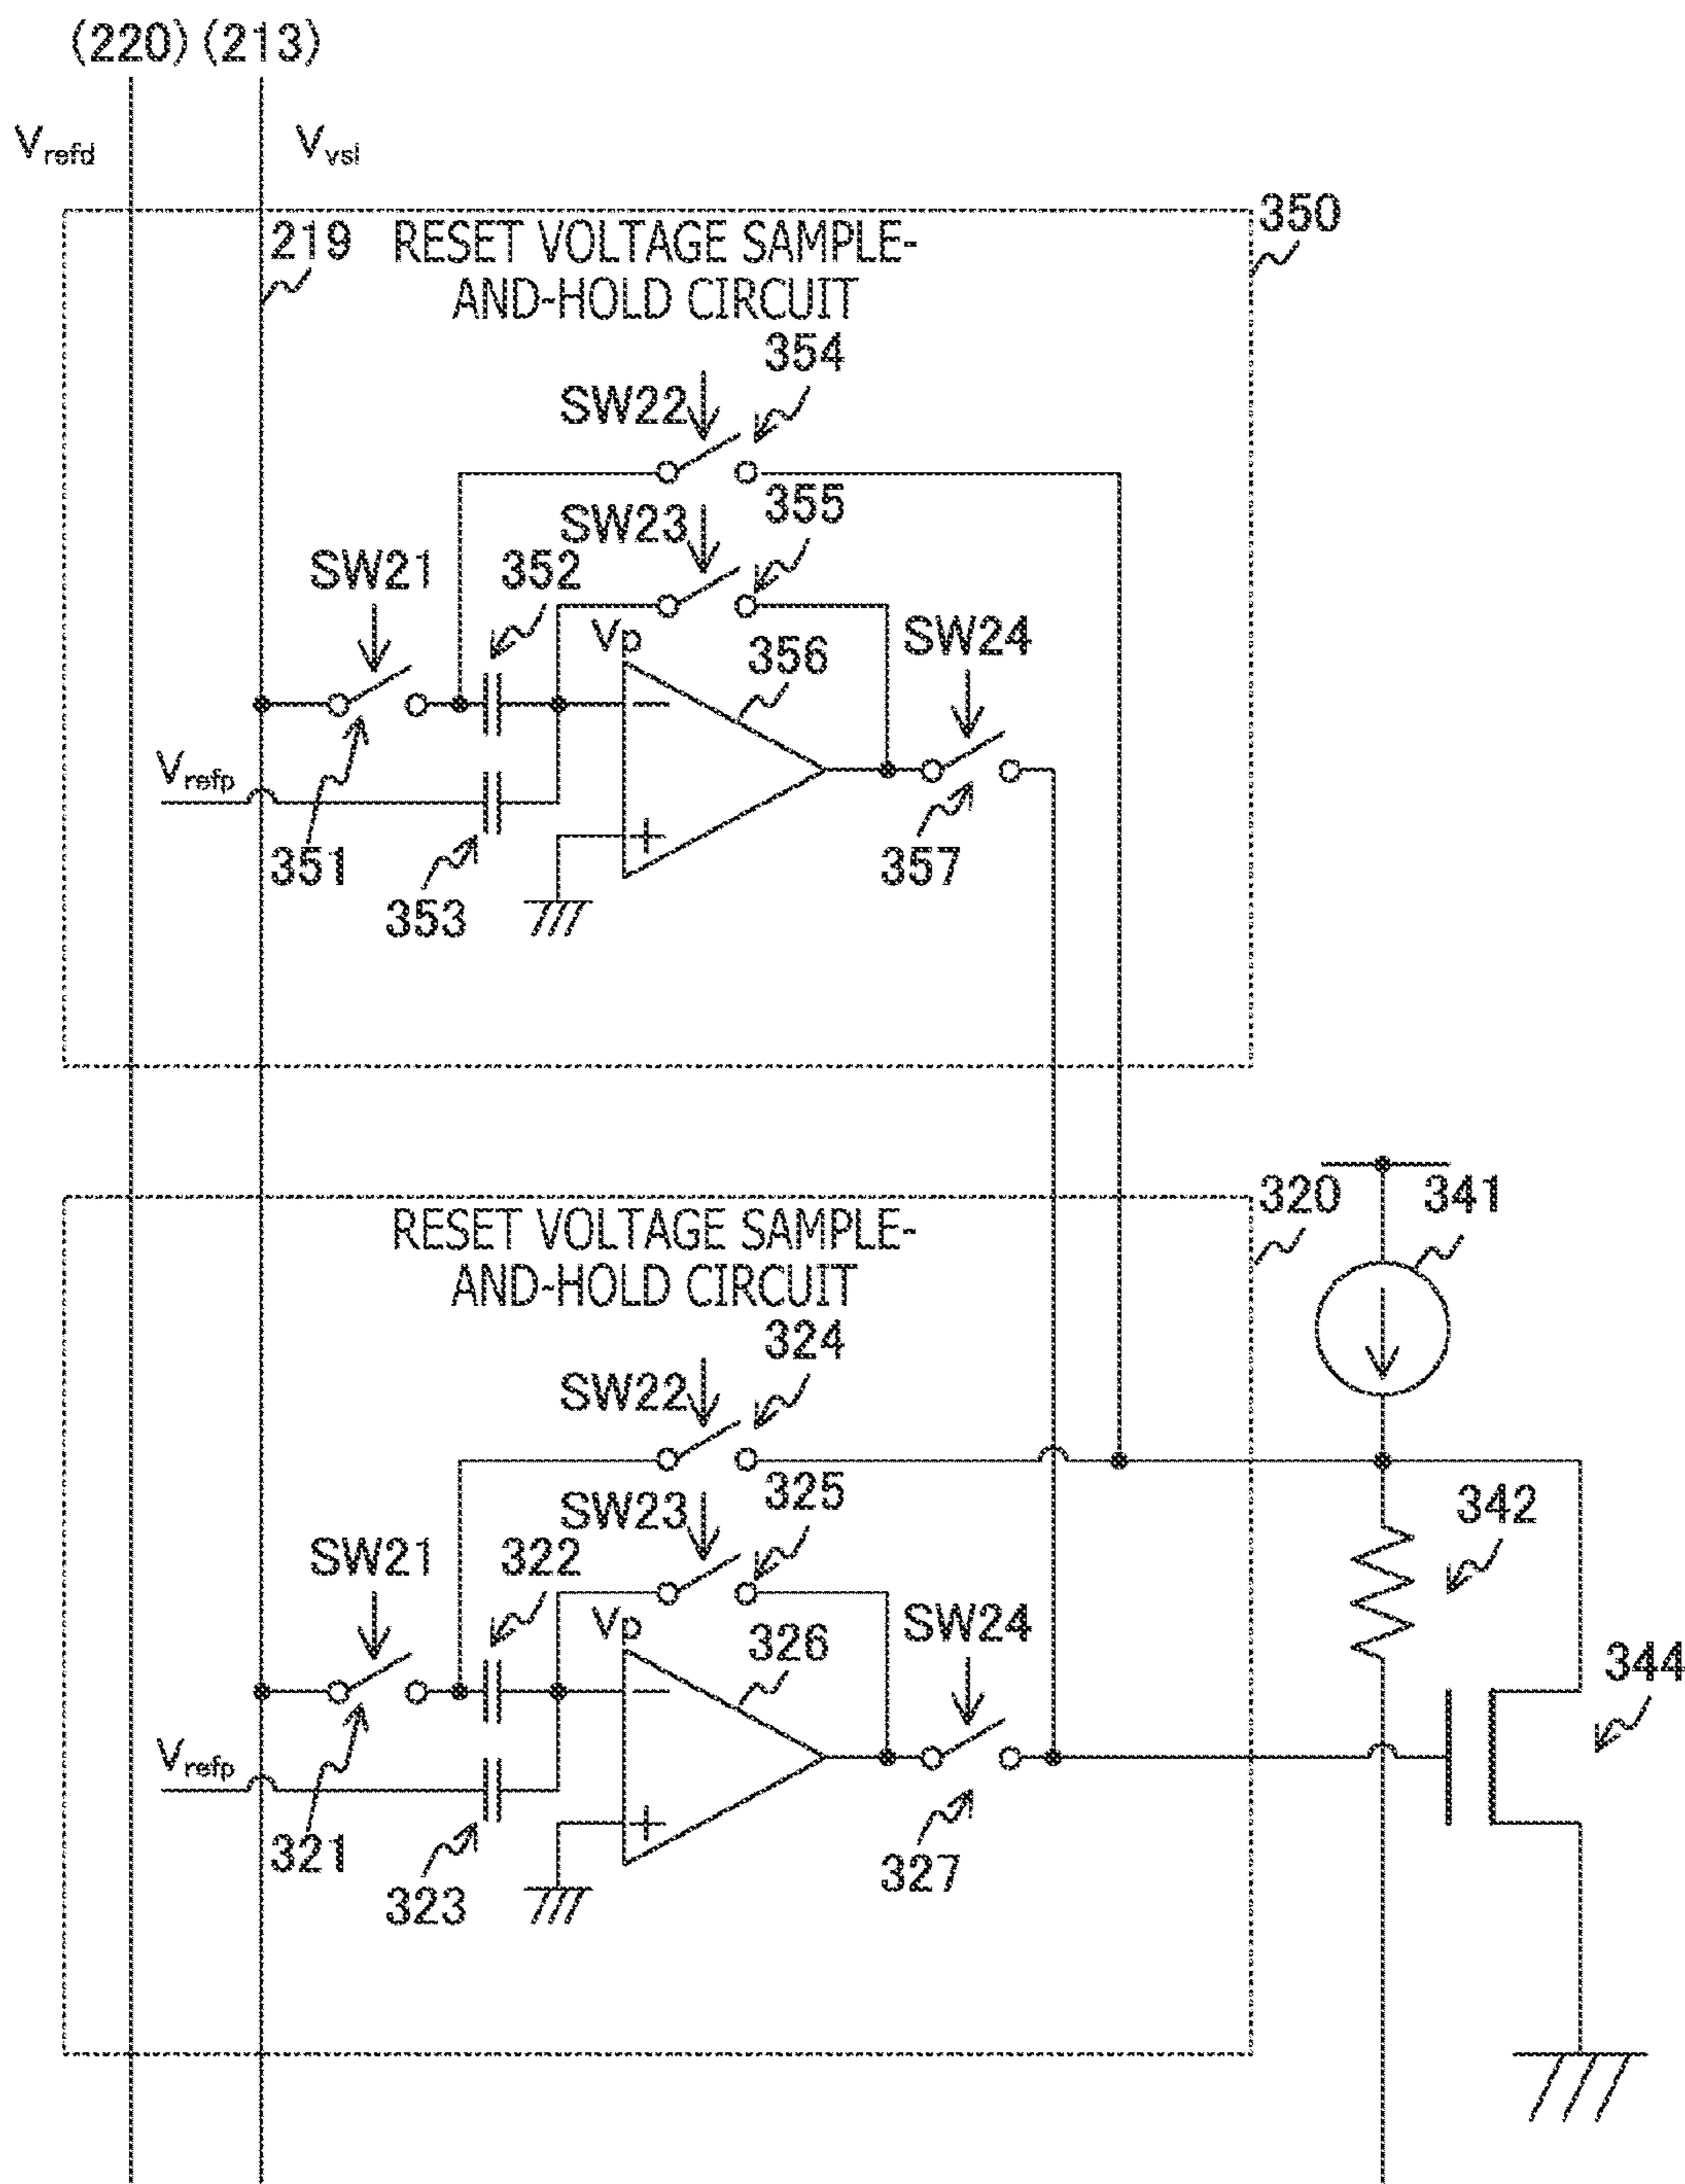 (220) (213)
Vrefd
Vvsl
350
219
RESET VOLTAGE SAMPLE-
AND-HOLD CIRCUIT
354
SW22
355
SW23
SW21
352
Vp
356
SW24
Vrefp
351
353
357
320
341
RESET VOLTAGE SAMPLE-
AND-HOLD CIRCUIT
324
SW22
325
SW23
342
SW21
322
Vp
326
SW24
344
Vrefp
321
323
327